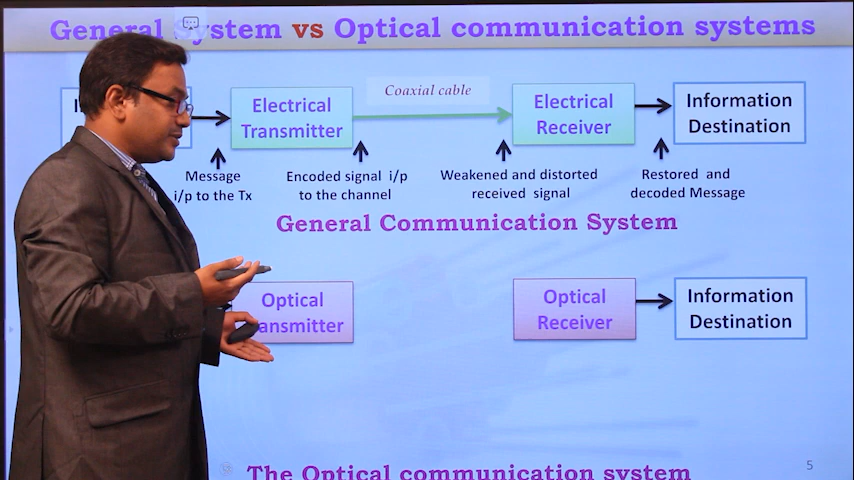 General System vs Optical communication systems
Electrical
Transmitter
Coaxial cable
Electrical
Receiver
Information
Destination
Message
i/p to the Tx
Encoded signal i/p
to the channel
Weakened and distorted
received signal
Restored and
decoded Message
General Communication System
Optical
ansmitter
Optical
Receiver
Information
Destination
The Optical communication system
5